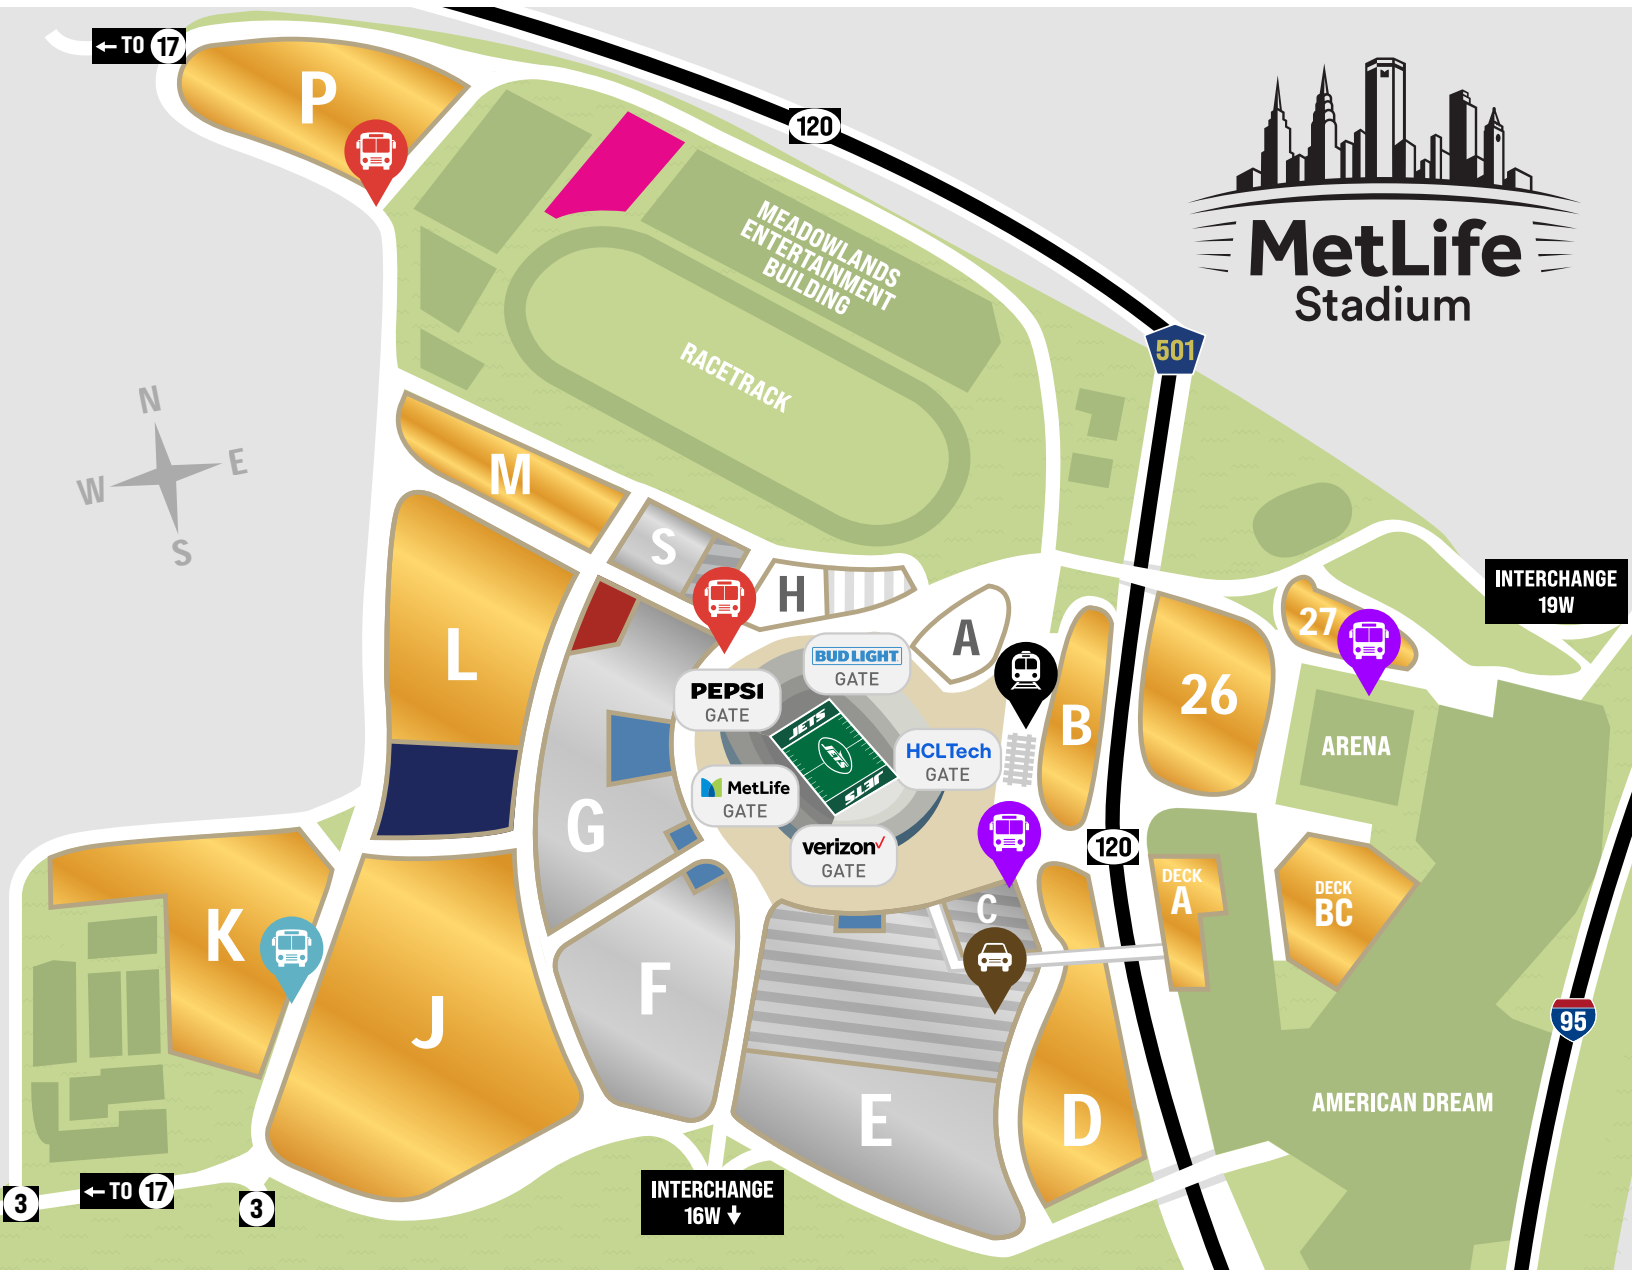 ← TO 17
P
120
MetLife
Stadium
MEADOWLANDS
ENTERTAINMENT
BUILDING
501
RACETRACK
N
E
W
S
M
S
H
A
INTERCHANGE
19W
27
L
BUD LIGHT
GATE
PEPSI
GATE
B
26
JETS
JETS
JETS
HCLTech
GATE
ARENA
MetLife
GATE
G
verizon✓
GATE
120
DECK
A
DECK
BC
C
K
F
J
95
E
D
AMERICAN DREAM
← TO 17
3
3
INTERCHANGE
16W ↓